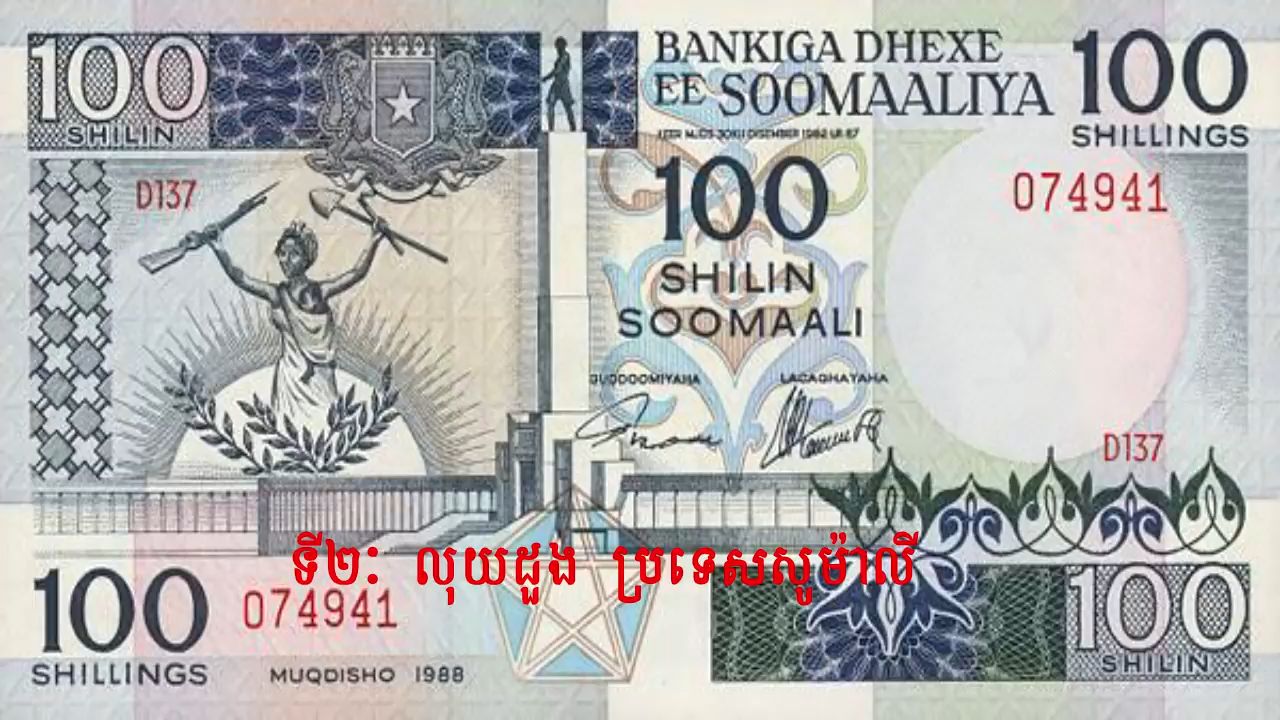 100
SHILIN
BANKIGA DHEXE
EE SOOMAALIYA
100
SHILLINGS
D137
074941
100
SHILIN
SOOMAALI
GUDDOOMIYAHA
LACAGHAYAHA
D137
ទី២: លុយដួង ប្រទេសសូម៉ាលី
100
SHILLINGS
074941
MUQDISHO 1988
100
SHILIN